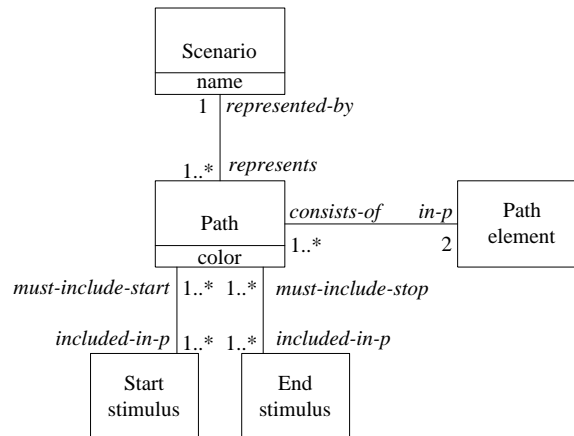 Scenario
name
1 represented-by
1..* represents
Path
color
consists-of in-p
1..* 2
Path
element
must-include-start 1..* 1..* must-include-stop
included-in-p 1..* 1..* included-in-p
Start
stimulus
End
stimulus